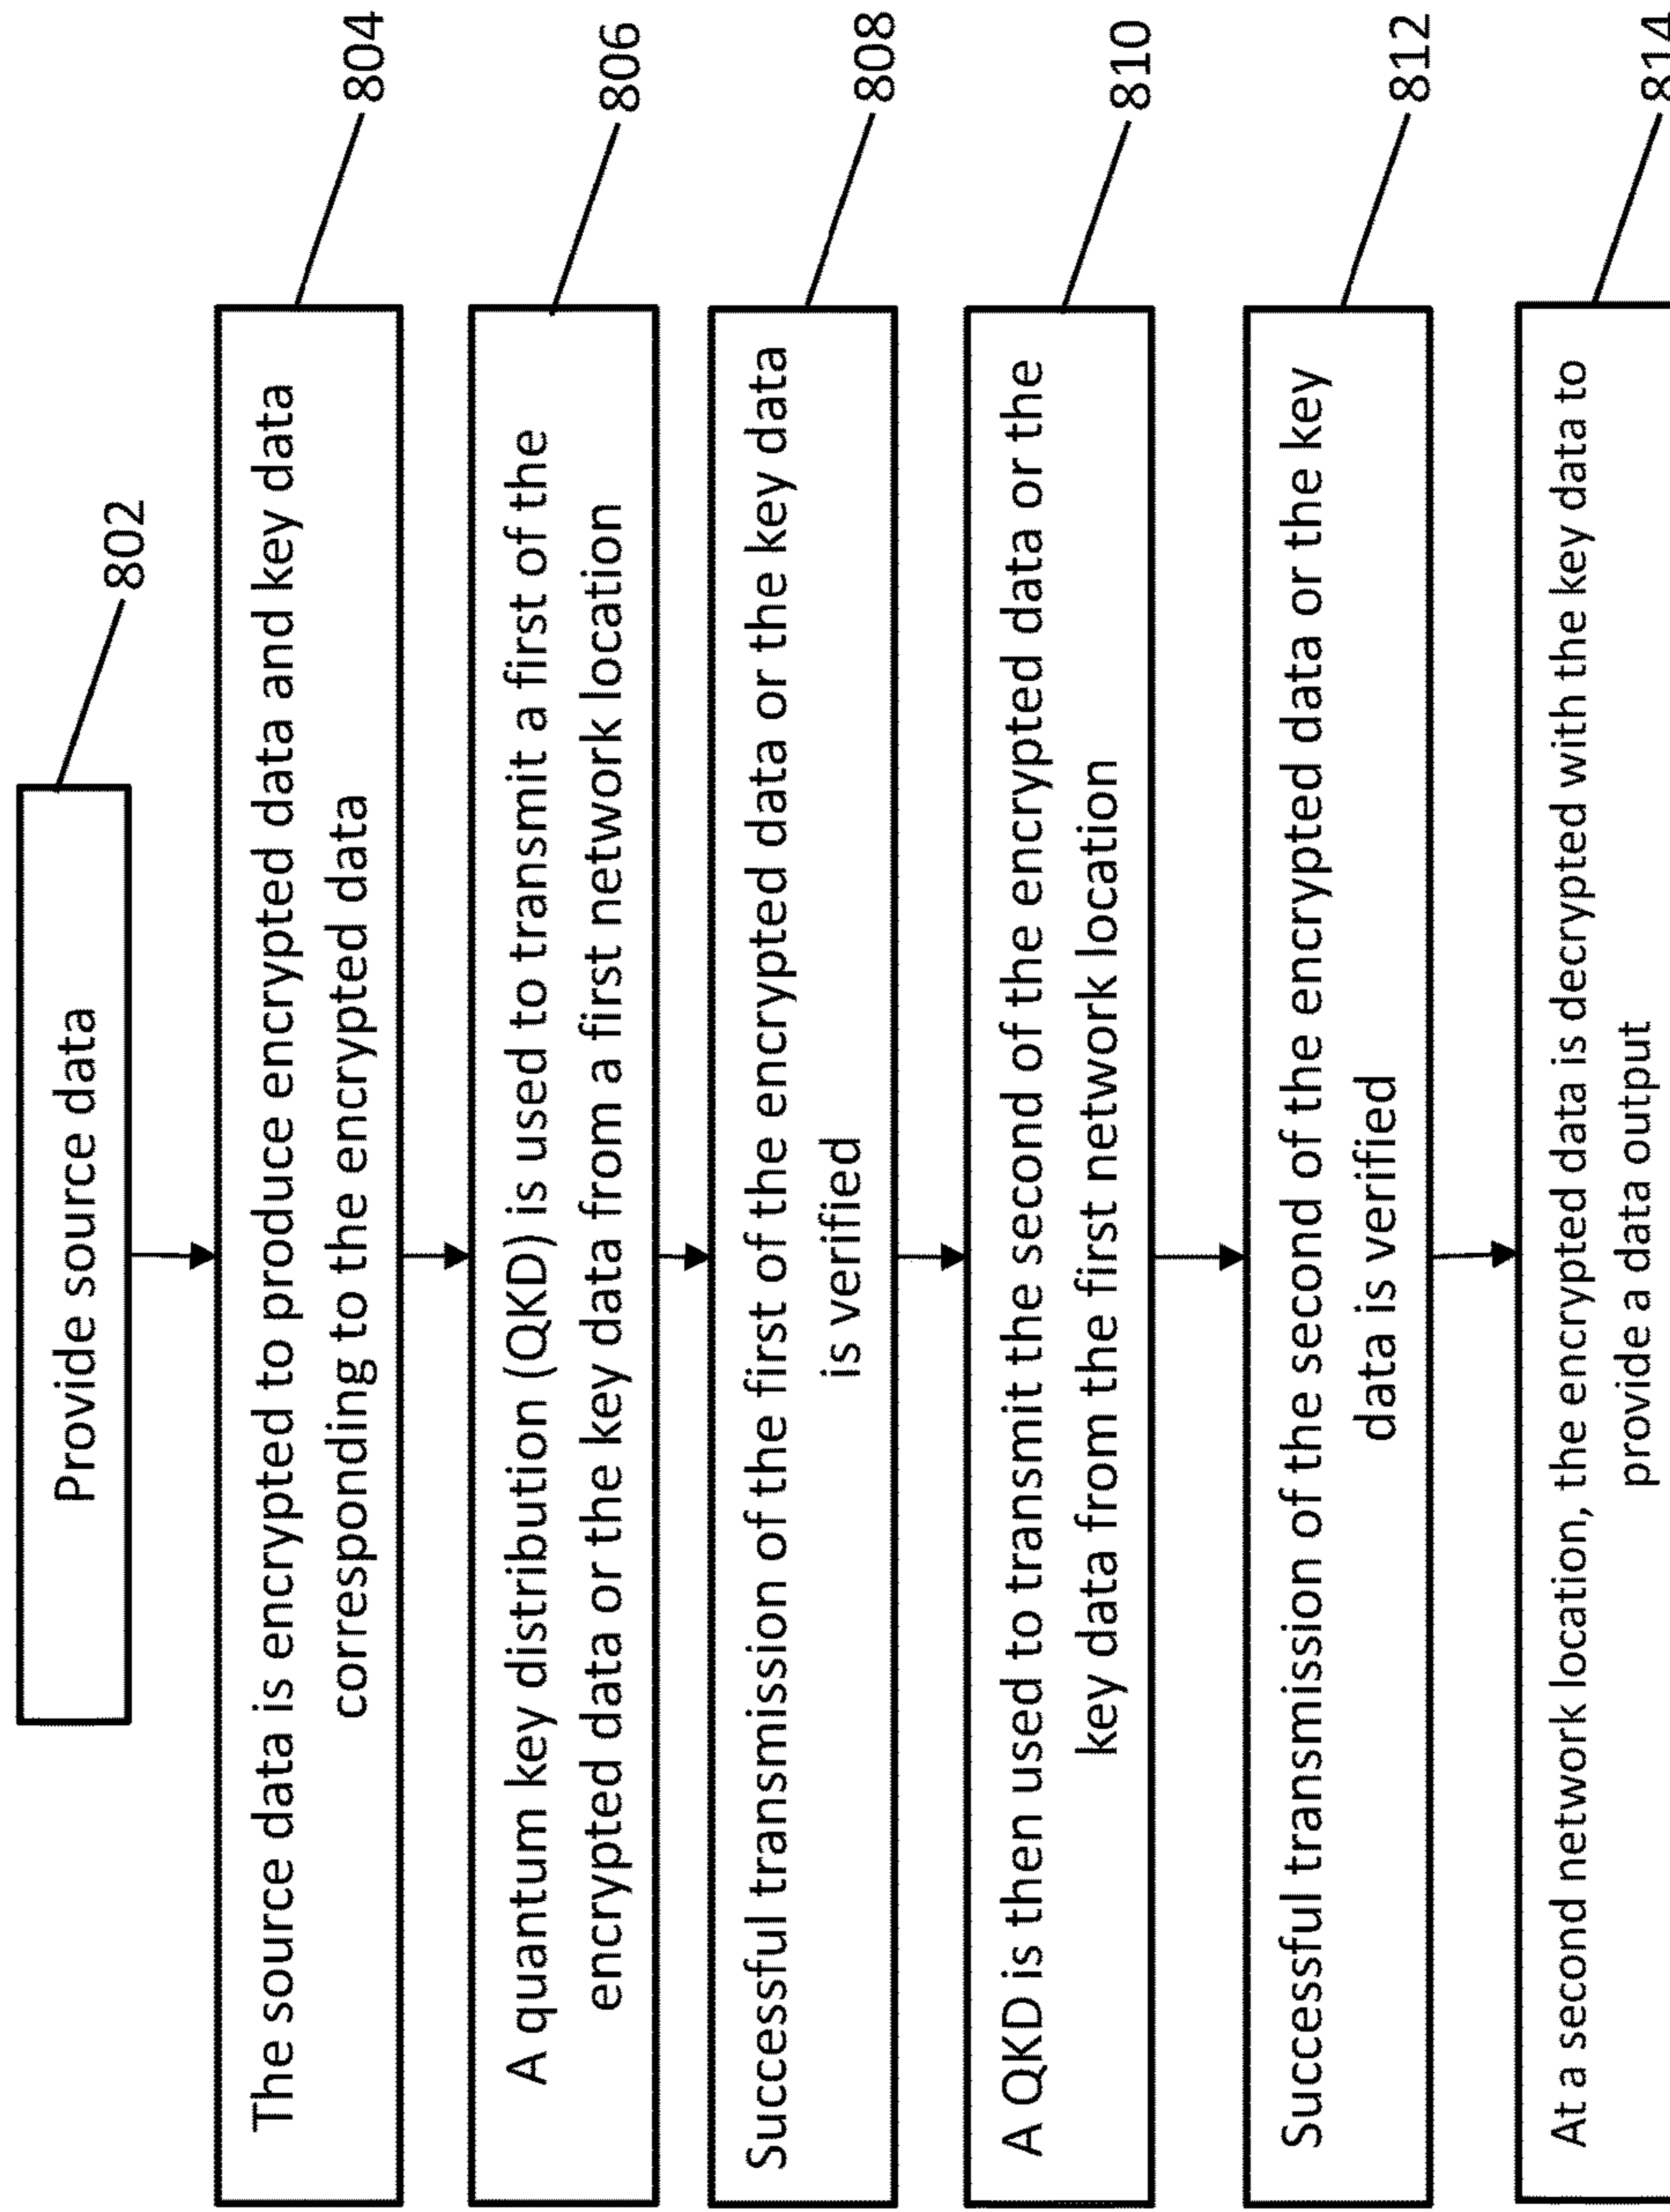 Provide source data
802
The source data is encrypted to produce encrypted data and key data
corresponding to the encrypted data
804
A quantum key distribution (QKD) is used to transmit a first of the
encrypted data or the key data from a first network location
806
Successful transmission of the first of the encrypted data or the key data
is verified
808
A QKD is then used to transmit the second of the encrypted data or the
key data from the first network location
810
Successful transmission of the second of the encrypted data or the key
data is verified
812
At a second network location, the encrypted data is decrypted with the key data to
provide a data output
814